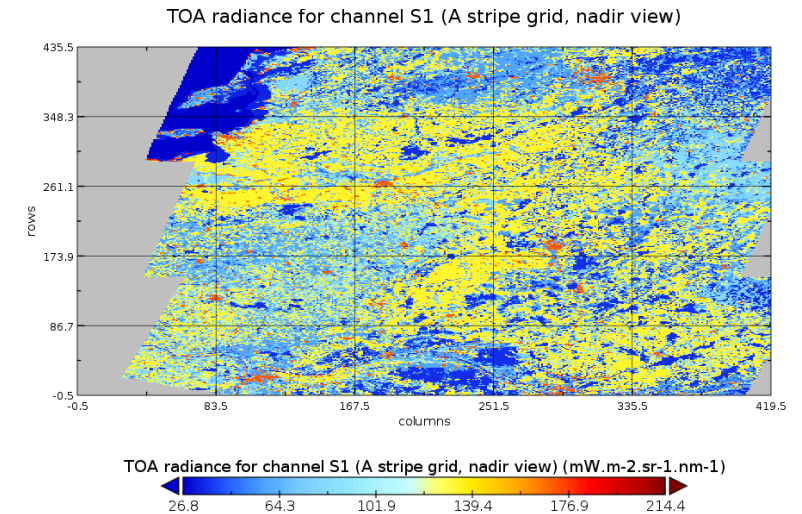 TOA radiance for channel S1 (A stripe grid, nadir view)
435.5
348.3
261.1
173.9
86.7
-0.5
rows
-0.5 83.5 167.5 251.5 335.5 419.5
columns
TOA radiance for channel S1 (A stripe grid, nadir view) (mW.m-2.sr-1.nm-1)
26.8 64.3 101.9 139.4 176.9 214.4